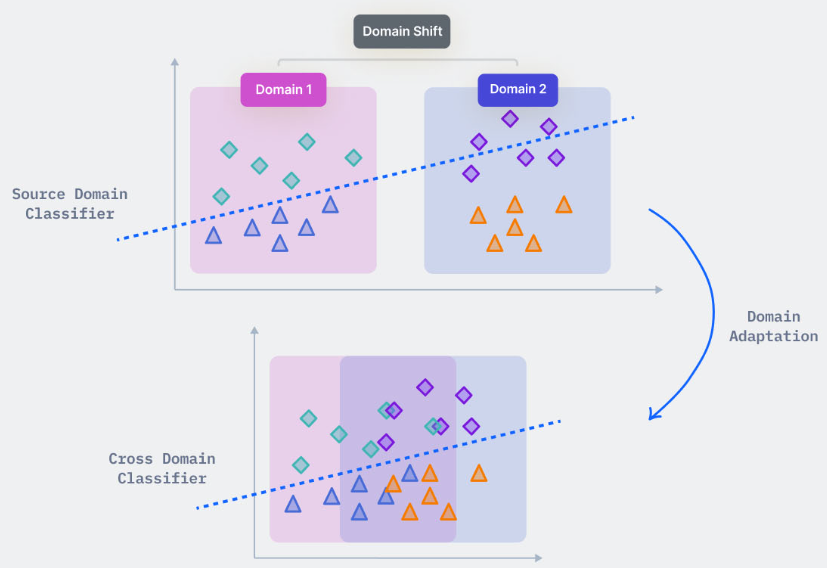 Domain Shift
Domain 1
Domain 2
Source Domain
Classifier
Domain
Adaptation
Cross Domain
Classifier